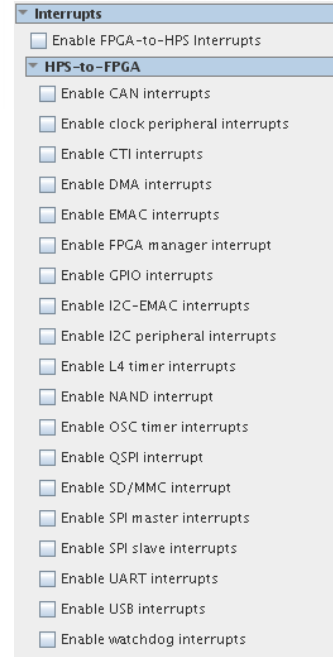 Interrupts
Enable FPGA-to-HPS Interrupts
HPS-to-FPGA
Enable CAN interrupts
Enable clock peripheral interrupts
Enable CTI interrupts
Enable DMA interrupts
Enable EMAC interrupts
Enable FPGA manager interrupt
Enable GPIO interrupts
Enable I2C-EMAC interrupts
Enable I2C peripheral interrupts
Enable L4 timer interrupts
Enable NAND interrupt
Enable OSC timer interrupts
Enable QSPI interrupt
Enable SD/MMC interrupt
Enable SPI master interrupts
Enable SPI slave interrupts
Enable UART interrupts
Enable USB interrupts
Enable watchdog interrupts